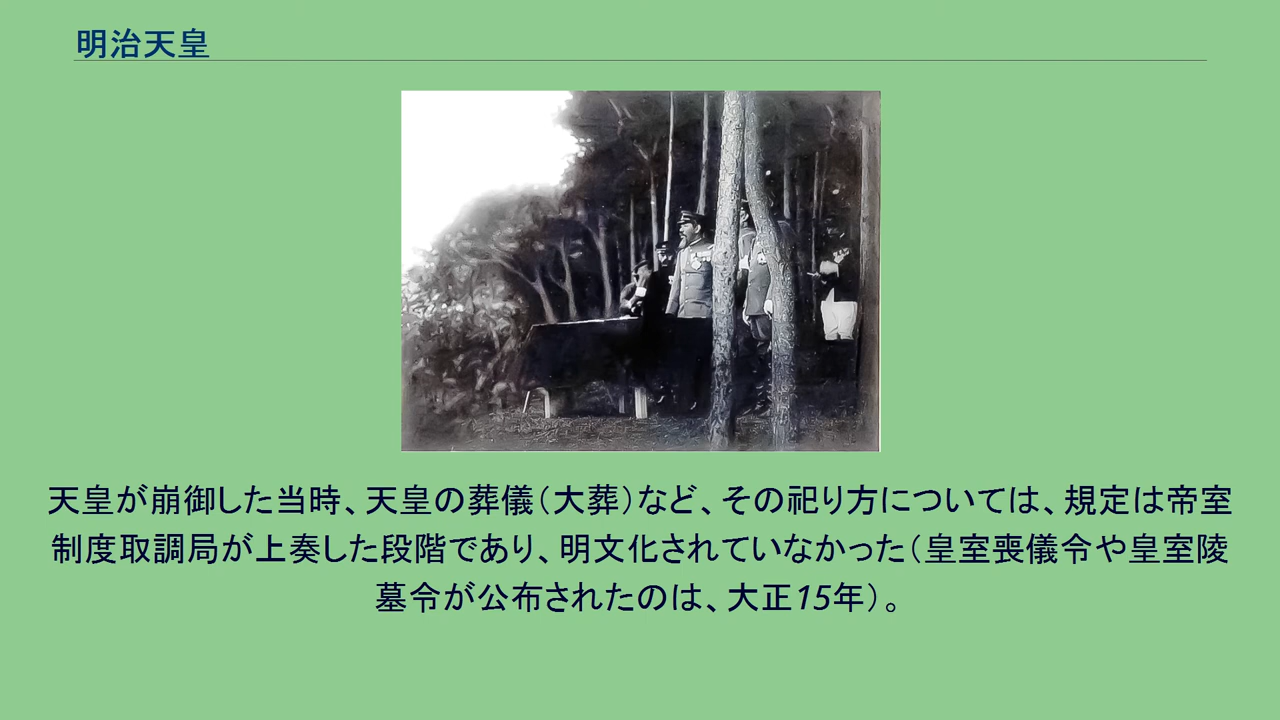 明治天皇
天皇が崩御した当時、天皇の葬儀（大葬）など、その祀り方については、規定は帝室
制度取調局が上奏した段階であり、明文化されていなかった（皇室喪儀令や皇室陵
墓令が公布されたのは、大正15年）。